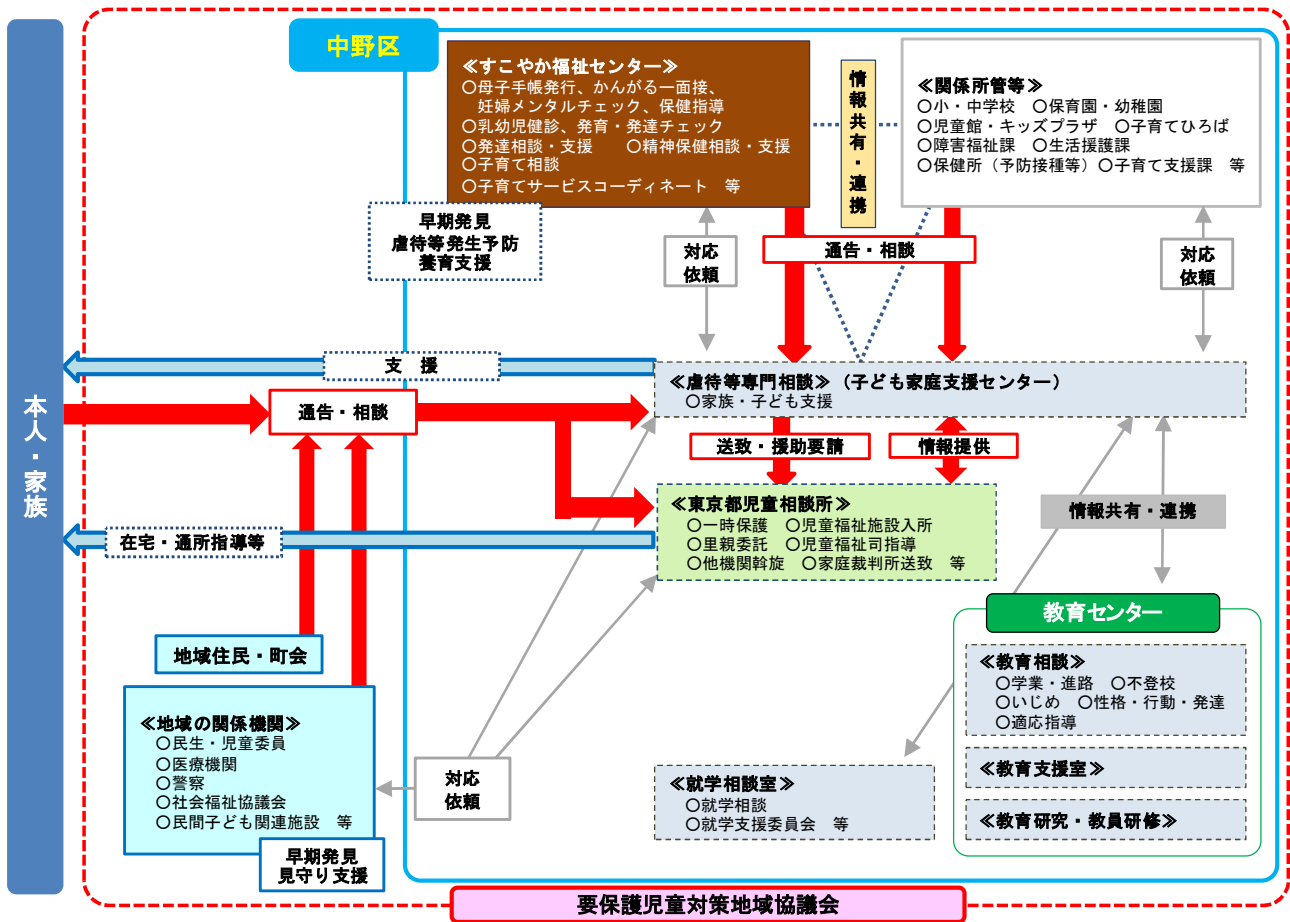 中野区
≪すこやか福祉センター≫
○母子手帳発行、かんがるー面接、
妊婦メンタルチェック、保健指導
○乳幼児健診、発育・発達チェック
○発達相談・支援　○精神保健相談・支援
○子育て相談
○子育てサービスコーディネート　等
情報共有・連携
≪関係所管等≫
○小・中学校　○保育園・幼稚園
○児童館・キッズプラザ　○子育てひろば
○障害福祉課　○生活援護課
○保健所（予防接種等）○子育て支援課　等
早期発見
虐待等発生予防
養育支援
対応
依頼
通告・相談
対応
依頼
支　援
≪虐待等専門相談≫（子ども家庭支援センター）
○家族・子ども支援
本人・家族
通告・相談
送致・援助要請
情報提供
≪東京都児童相談所≫
○一時保護　○児童福祉施設入所
○里親委託　○児童福祉司指導
○他機関斡旋　○家庭裁判所送致　等
情報共有・連携
在宅・通所指導等
教育センター
地域住民・町会
≪教育相談≫
○学業・進路　○不登校
○いじめ　○性格・行動・発達
○適応指導
≪地域の関係機関≫
○民生・児童委員
○医療機関
○警察
○社会福祉協議会
○民間子ども関連施設　等
対応
依頼
≪就学相談室≫
○就学相談
○就学支援委員会　等
≪教育支援室≫
≪教育研究・教員研修≫
早期発見
見守り支援
要保護児童対策地域協議会